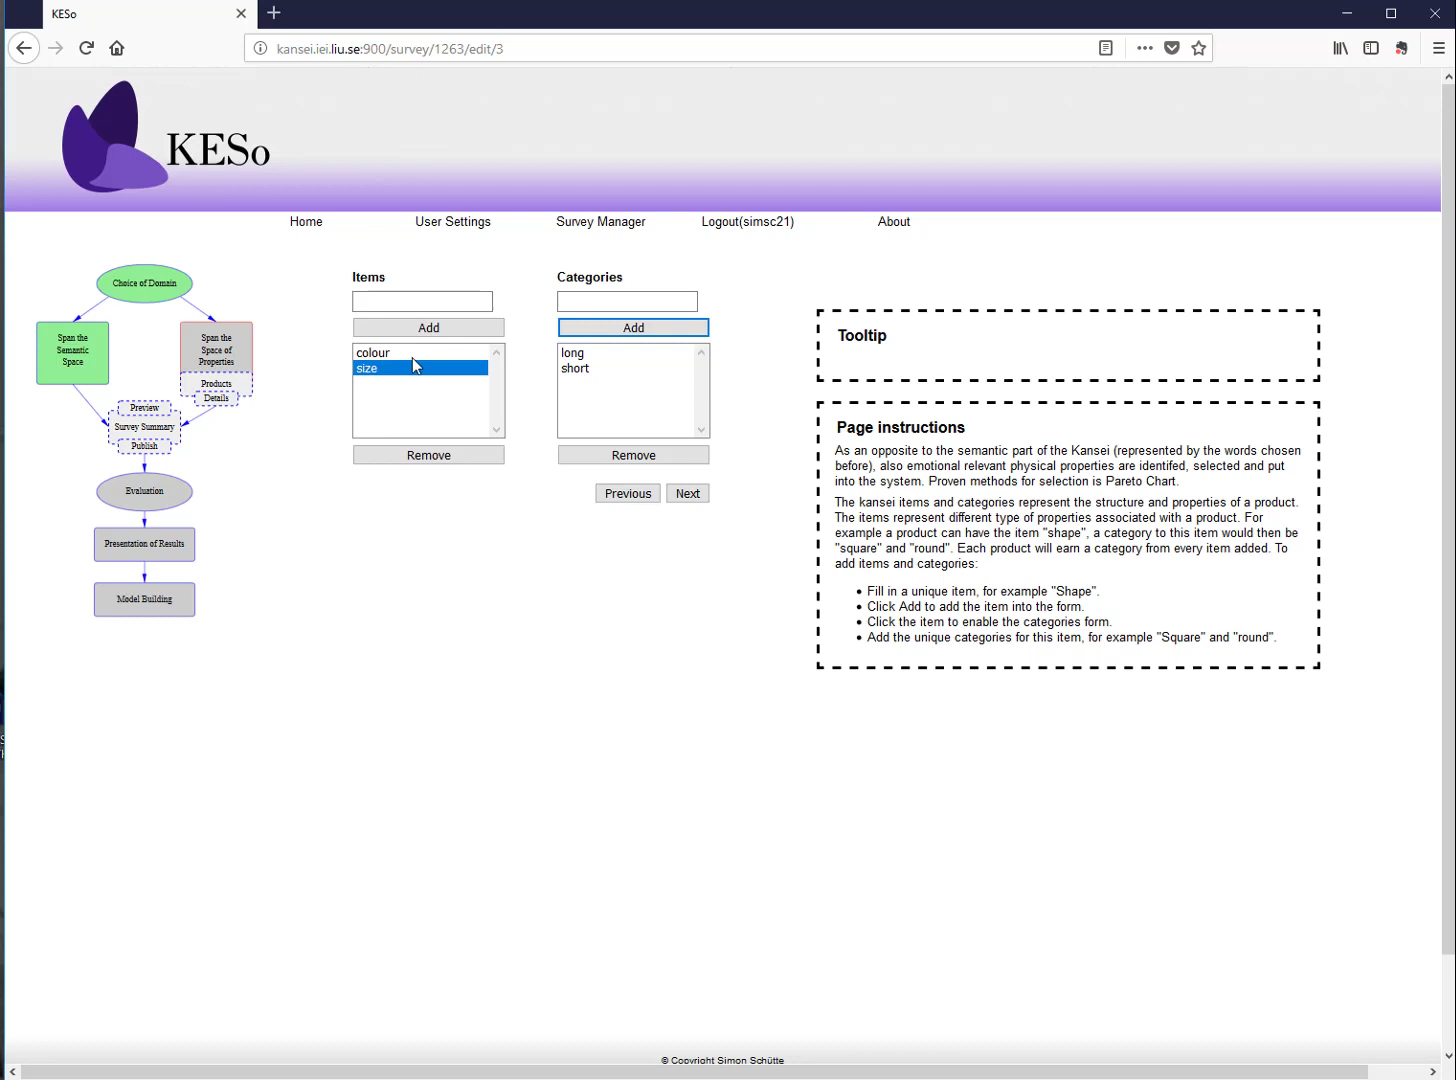 KESo
kansei.iei.liu.se:900/survey/1263/edit/3
KESo
Home
User Settings
Survey Manager
Logout(simsc21)
About
Choice of Domain
Span the
Semantic
Space
Span the
Space of
Properties
Products
Details
Preview
Survey Summary
Publish
Evaluation
Presentation of Results
Model Building
Items
Add
colour
size
Remove
Categories
Add
long
short
Remove
Previous
Next
Tooltip
Page instructions
As an opposite to the semantic part of the Kansei (represented by the words chosen
before), also emotional relevant physical properties are identifed, selected and put
into the system. Proven methods for selection is Pareto Chart.
The kansei items and categories represent the structure and properties of a product.
The items represent different type of properties associated with a product. For
example a product can have the item "shape", a category to this item would then be
"square" and "round". Each product will earn a category from every item added. To
add items and categories:
• Fill in a unique item, for example "Shape".
• Click Add to add the item into the form.
• Click the item to enable the categories form.
• Add the unique categories for this item, for example "Square" and "round".
© Copyright Simon Schütte